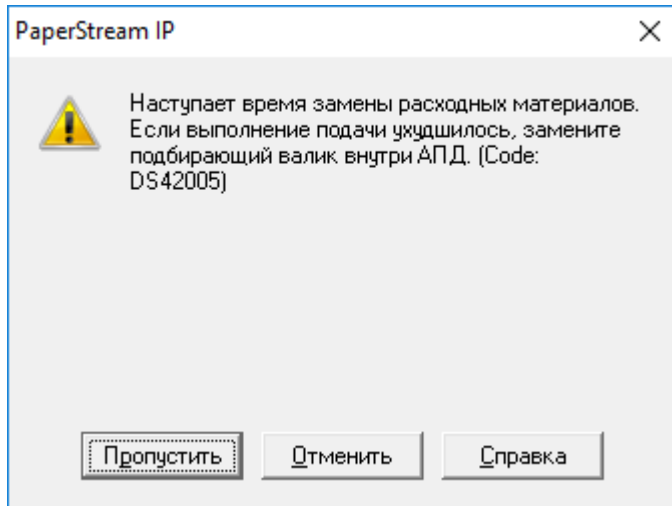 PaperStream IP
Наступает время замены расходных материалов.
Если выполнение подачи ухудшилось, замените
подбирающий валик внутри АПД. (Code:
DS42005)
Пропустить
Отменить
Справка